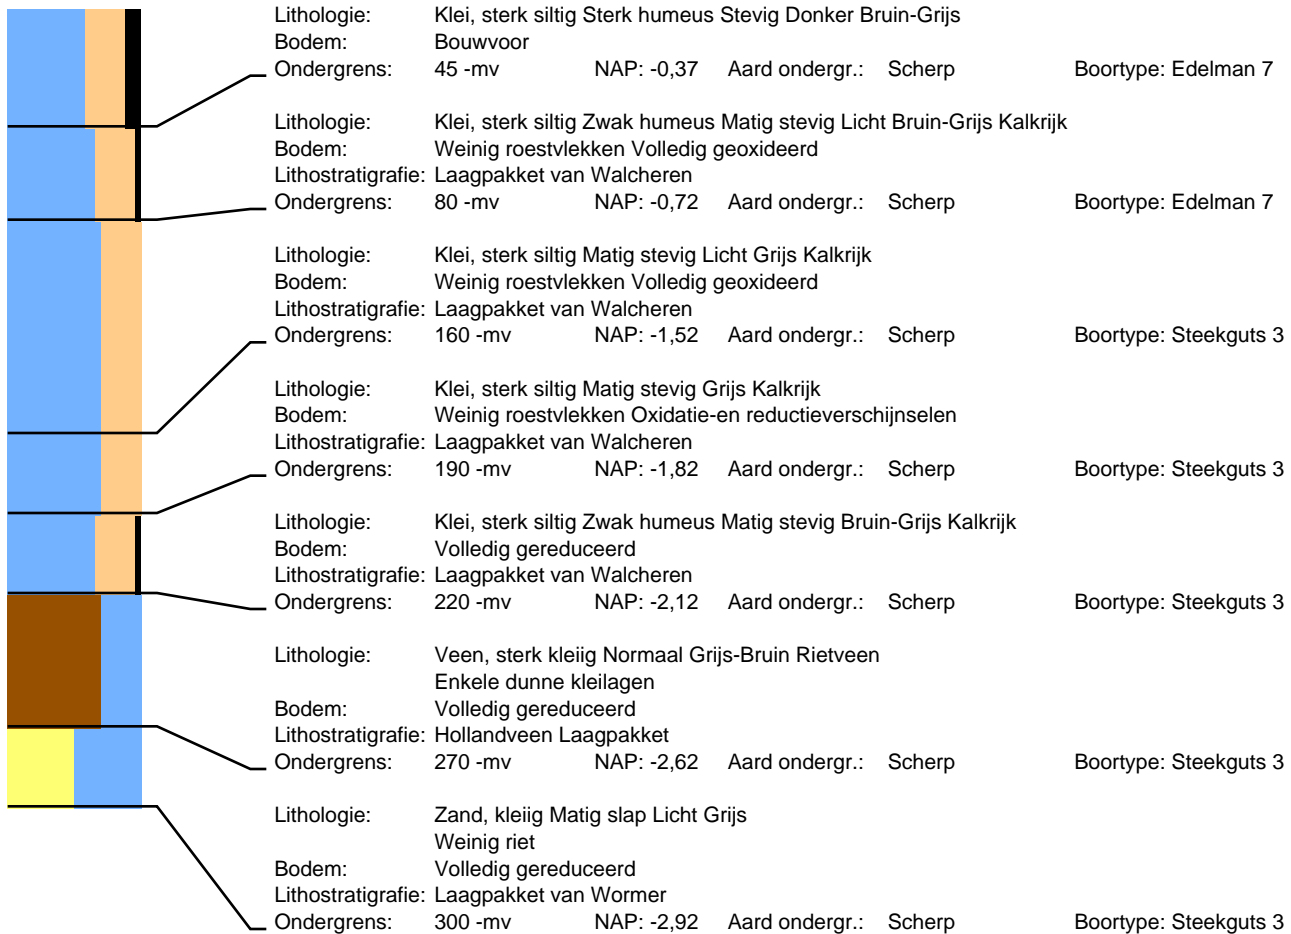 Lithologie: Klei, sterk siltig Sterk humeus Stevig Donker Bruin-Grijs
Bodem: Bouwvoor
Ondergrens: 45 -mv NAP: -0,37 Aard ondergr.: Scherp Boortype: Edelman 7
Lithologie: Klei, sterk siltig Zwak humeus Matig stevig Licht Bruin-Grijs Kalkrijk
Bodem: Weinig roestvlekken Volledig geoxideerd
Lithostratigrafie: Laagpakket van Walcheren
Ondergrens: 80 -mv NAP: -0,72 Aard ondergr.: Scherp Boortype: Edelman 7
Lithologie: Klei, sterk siltig Matig stevig Licht Grijs Kalkrijk
Bodem: Weinig roestvlekken Volledig geoxideerd
Lithostratigrafie: Laagpakket van Walcheren
Ondergrens: 160 -mv NAP: -1,52 Aard ondergr.: Scherp Boortype: Steekguts 3
Lithologie: Klei, sterk siltig Matig stevig Grijs Kalkrijk
Bodem: Weinig roestvlekken Oxidatie-en reductieverschijnselen
Lithostratigrafie: Laagpakket van Walcheren
Ondergrens: 190 -mv NAP: -1,82 Aard ondergr.: Scherp Boortype: Steekguts 3
Lithologie: Klei, sterk siltig Zwak humeus Matig stevig Bruin-Grijs Kalkrijk
Bodem: Volledig gereduceerd
Lithostratigrafie: Laagpakket van Walcheren
Ondergrens: 220 -mv NAP: -2,12 Aard ondergr.: Scherp Boortype: Steekguts 3
Lithologie: Veen, sterk kleiig Normaal Grijs-Bruin Rietveen
Enkele dunne kleilagen
Bodem: Volledig gereduceerd
Lithostratigrafie: Hollandveen Laagpakket
Ondergrens: 270 -mv NAP: -2,62 Aard ondergr.: Scherp Boortype: Steekguts 3
Lithologie: Zand, kleiig Matig slap Licht Grijs
Weinig riet
Bodem: Volledig gereduceerd
Lithostratigrafie: Laagpakket van Wormer
Ondergrens: 300 -mv NAP: -2,92 Aard ondergr.: Scherp Boortype: Steekguts 3